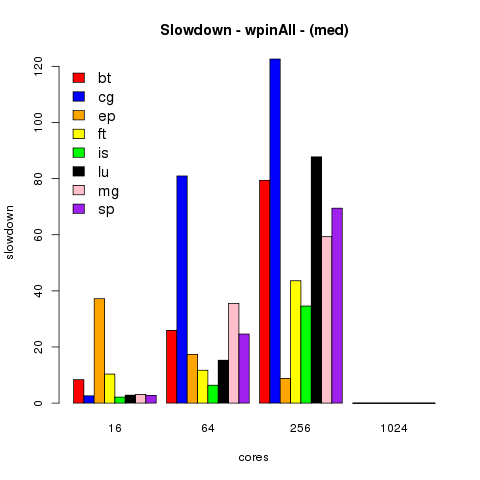 Slowdown - wpinAll - (med)
slowdown
120
100
80
60
40
20
0
bt
cg
ep
ft
is
lu
mg
sp
16 64 256 1024
cores